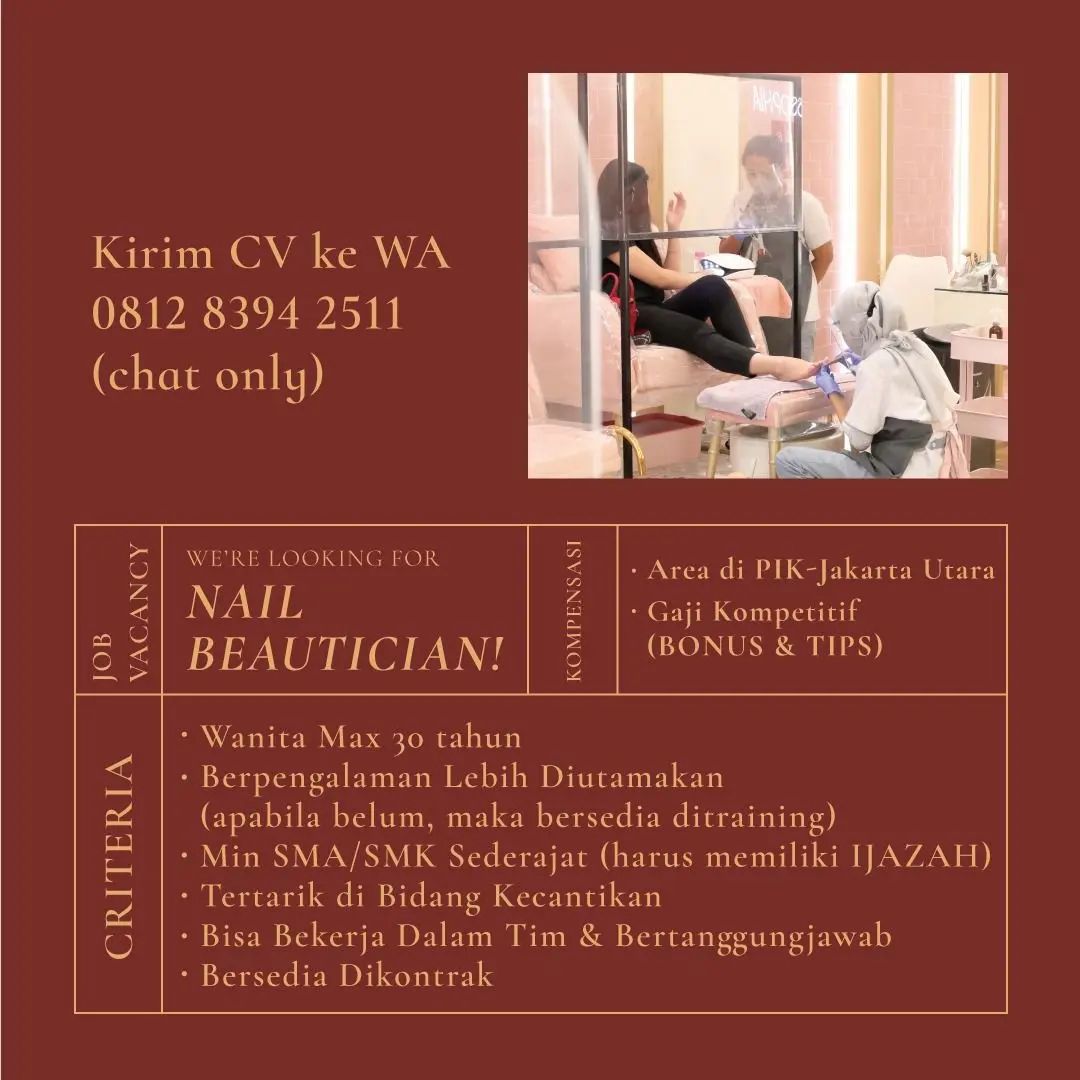 Kirim CV ke WA
0812 8394 2511
(chat only)
JOB
VACANCY
WE'RE LOOKING FOR
NAIL
BEAUTICIAN!
KOMPENSASI
· Area di PIK-Jakarta Utara
· Gaji Kompetitif
(BONUS & TIPS)
CRITERIA
· Wanita Max 30 tahun
· Berpengalaman Lebih Diutamakan
(apabila belum, maka bersedia ditraining)
· Min SMA/SMK Sederajat (harus memiliki IJAZAH)
· Tertarik di Bidang Kecantikan
· Bisa Bekerja Dalam Tim & Bertanggungjawab
· Bersedia Dikontrak